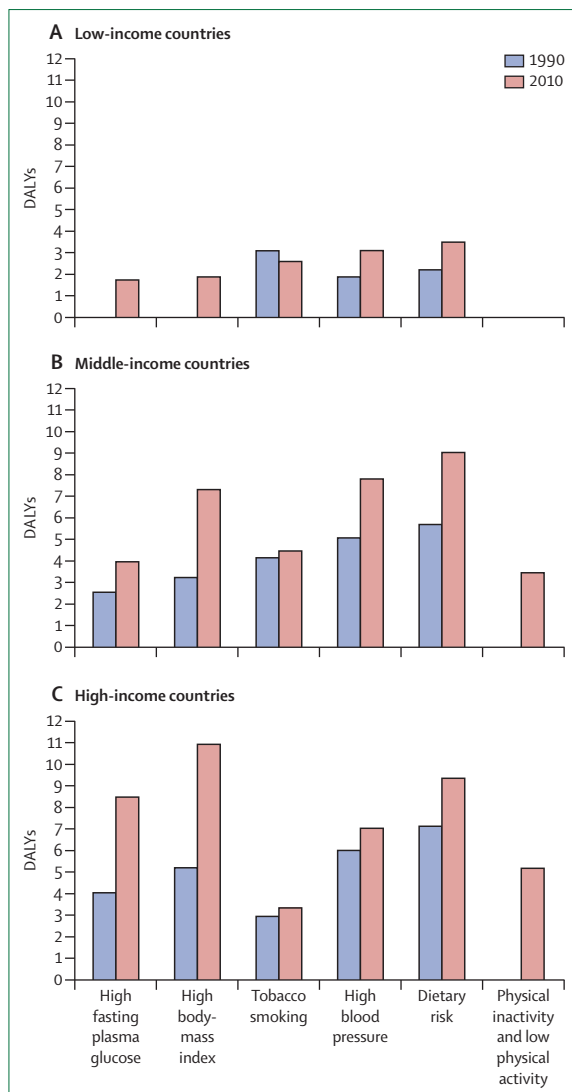 A Low-income countries
1990
2010
12
11
10
9
8
7
6
5
4
3
2
1
0
DALYs
B Middle-income countries
12
11
10
9
8
7
6
5
4
3
2
1
0
DALYs
C High-income countries
12
11
10
9
8
7
6
5
4
3
2
1
0
DALYs
High
fasting
plasma
glucose
High
body-
mass
index
Tobacco
smoking
High
blood
pressure
Dietary
risk
Physical
inactivity
and low
physical
activity